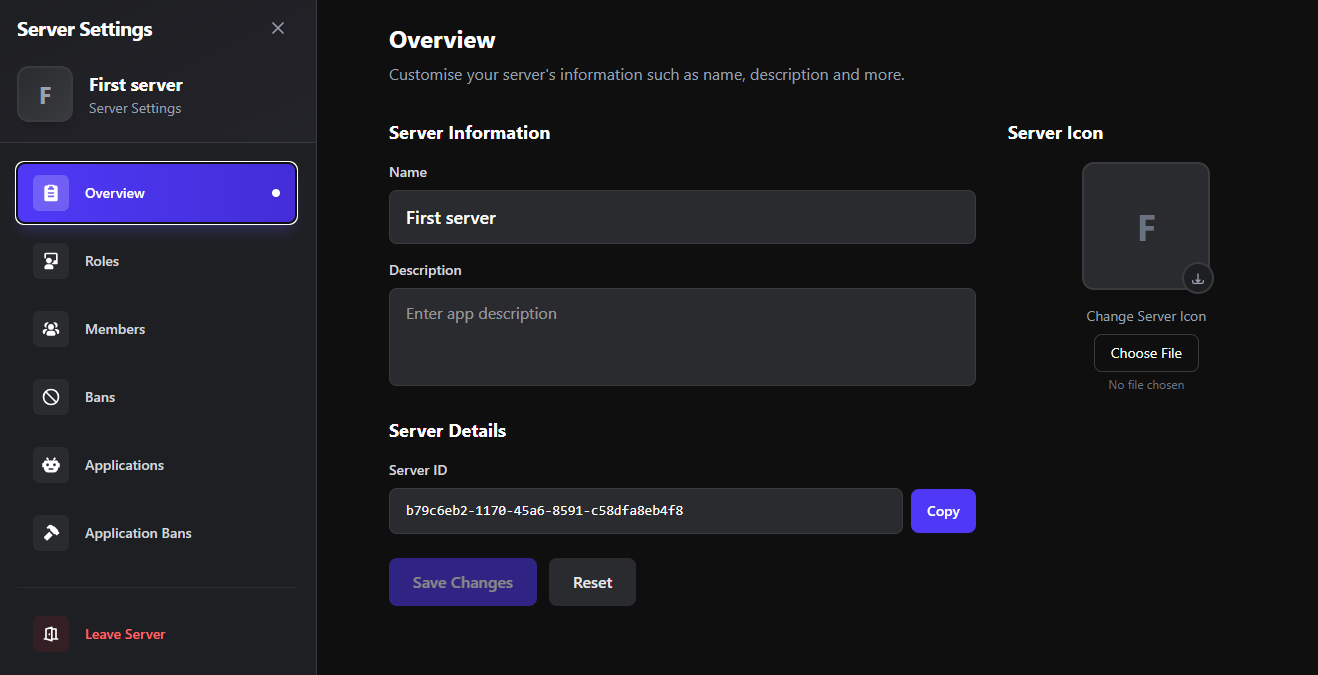 Server Settings
F
First server
Server Settings
Overview
Roles
Members
Bans
Applications
Application Bans
Leave Server
Overview
Customise your server's information such as name, description and more.
Server Information
Name
First server
Description
Enter app description
Server Details
Server ID
b79c6eb2-1170-45a6-8591-c58dfa8eb4f8
Copy
Save Changes
Reset
Server Icon
F
Change Server Icon
Choose File
No file chosen